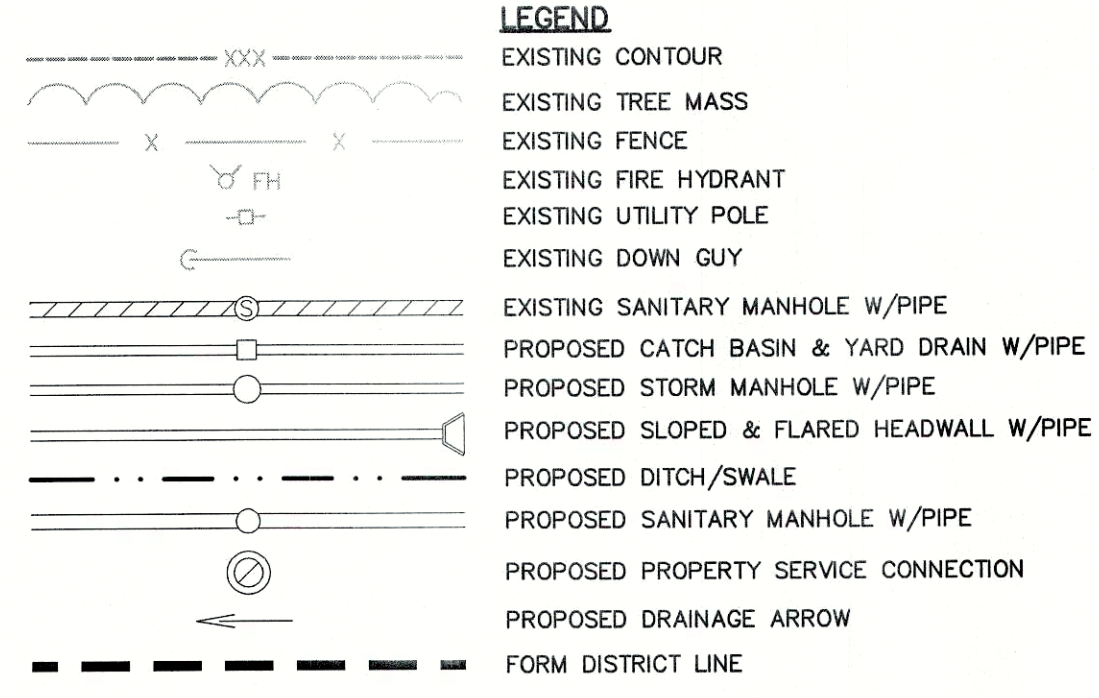 LEGEND
XXX EXISTING CONTOUR
EXISTING TREE MASS
X X EXISTING FENCE
FH EXISTING FIRE HYDRANT
EXISTING UTILITY POLE
EXISTING DOWN GUY
S EXISTING SANITARY MANHOLE W/PIPE
PROPOSED CATCH BASIN & YARD DRAIN W/PIPE
PROPOSED STORM MANHOLE W/PIPE
PROPOSED SLOPED & FLARED HEADWALL W/PIPE
PROPOSED DITCH/SWALE
PROPOSED SANITARY MANHOLE W/PIPE
PROPOSED PROPERTY SERVICE CONNECTION
PROPOSED DRAINAGE ARROW
FORM DISTRICT LINE